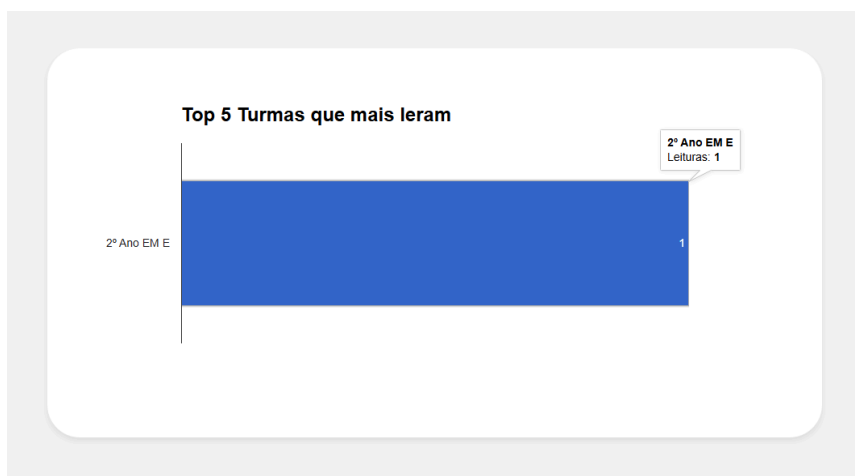 Top 5 Turmas que mais leram
2º Ano EM E
Leituras: 1
2º Ano EM E
1